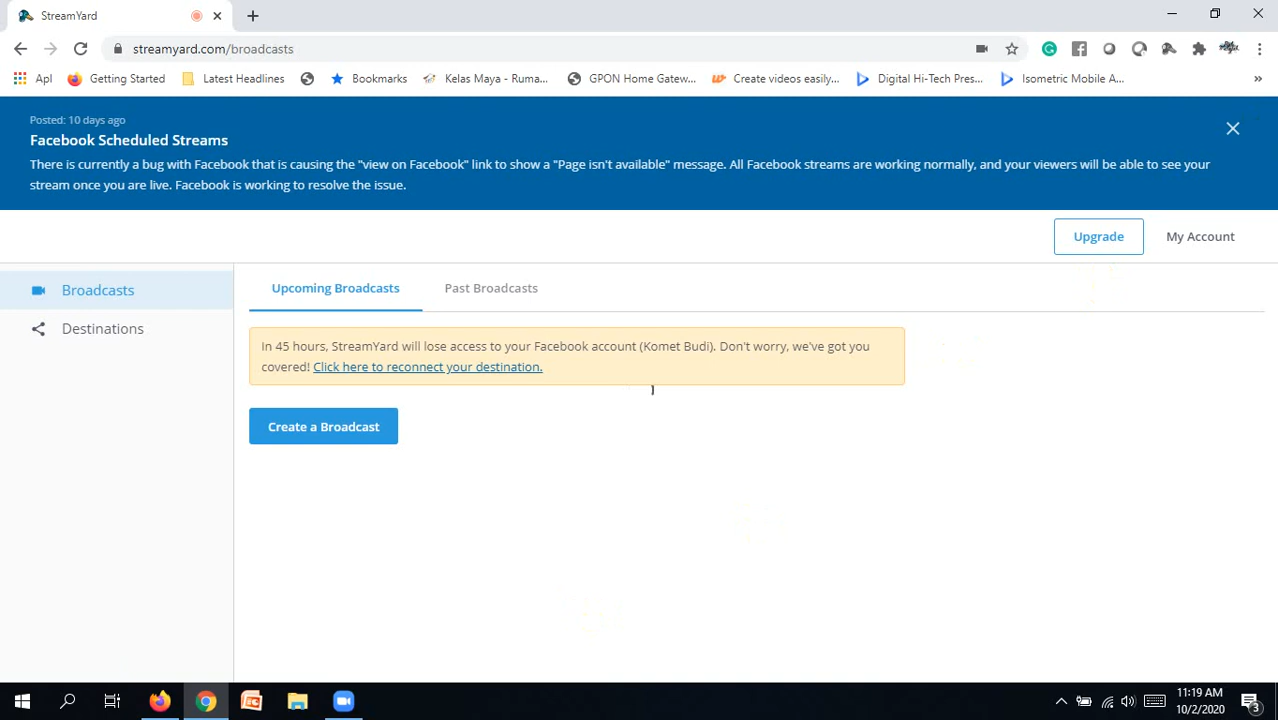 StreamYard
streamyard.com/broadcasts
Apl
Getting Started
Latest Headlines
Bookmarks
Kelas Maya - Ruma...
GPON Home Gatew...
Create videos easily...
Digital Hi-Tech Pres...
Isometric Mobile A...
Posted: 10 days ago
Facebook Scheduled Streams
There is currently a bug with Facebook that is causing the "view on Facebook" link to show a "Page isn't available" message. All Facebook streams are working normally, and your viewers will be able to see your
stream once you are live. Facebook is working to resolve the issue.
Upgrade
My Account
Broadcasts
Destinations
Upcoming Broadcasts
Past Broadcasts
In 45 hours, StreamYard will lose access to your Facebook account (Komet Budi). Don't worry, we've got you
covered! Click here to reconnect your destination.
Create a Broadcast
11:19 AM
10/2/2020
3